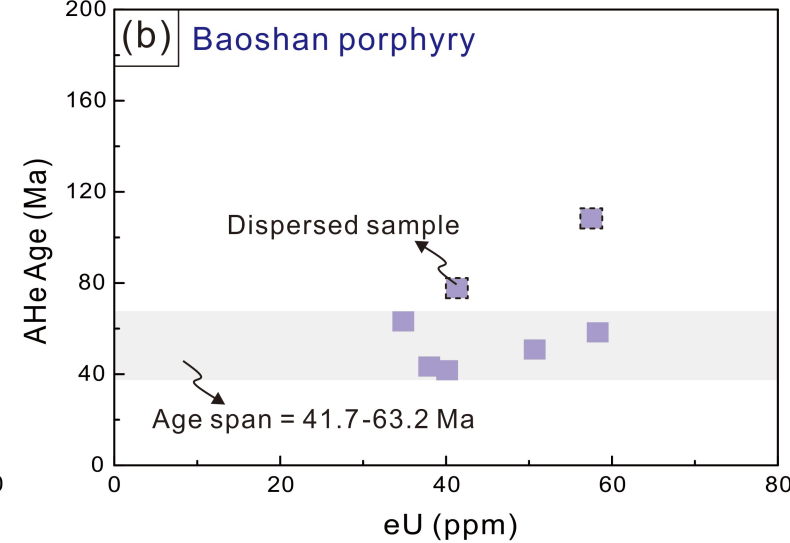 200
(b) Baoshan porphyry
160
120
Dispersed sample
80
40
Age span = 41.7-63.2 Ma
0
AHe Age (Ma)
0 20 40 60 80
eU (ppm)
0